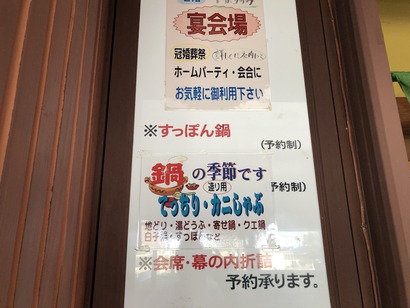 宴会場
冠婚葬祭
ホームパーティ・会合に
お気軽に御利用下さい
※すっぽん鍋
(予約制)
鍋の季節です
造り用
予約制)
てっちり・カニしゃぶ
地どり・湯どうふ・寄せ鍋・クエ鍋
白子鍋・すっぽんなど
※会席・幕の内折詰
予約承ります。